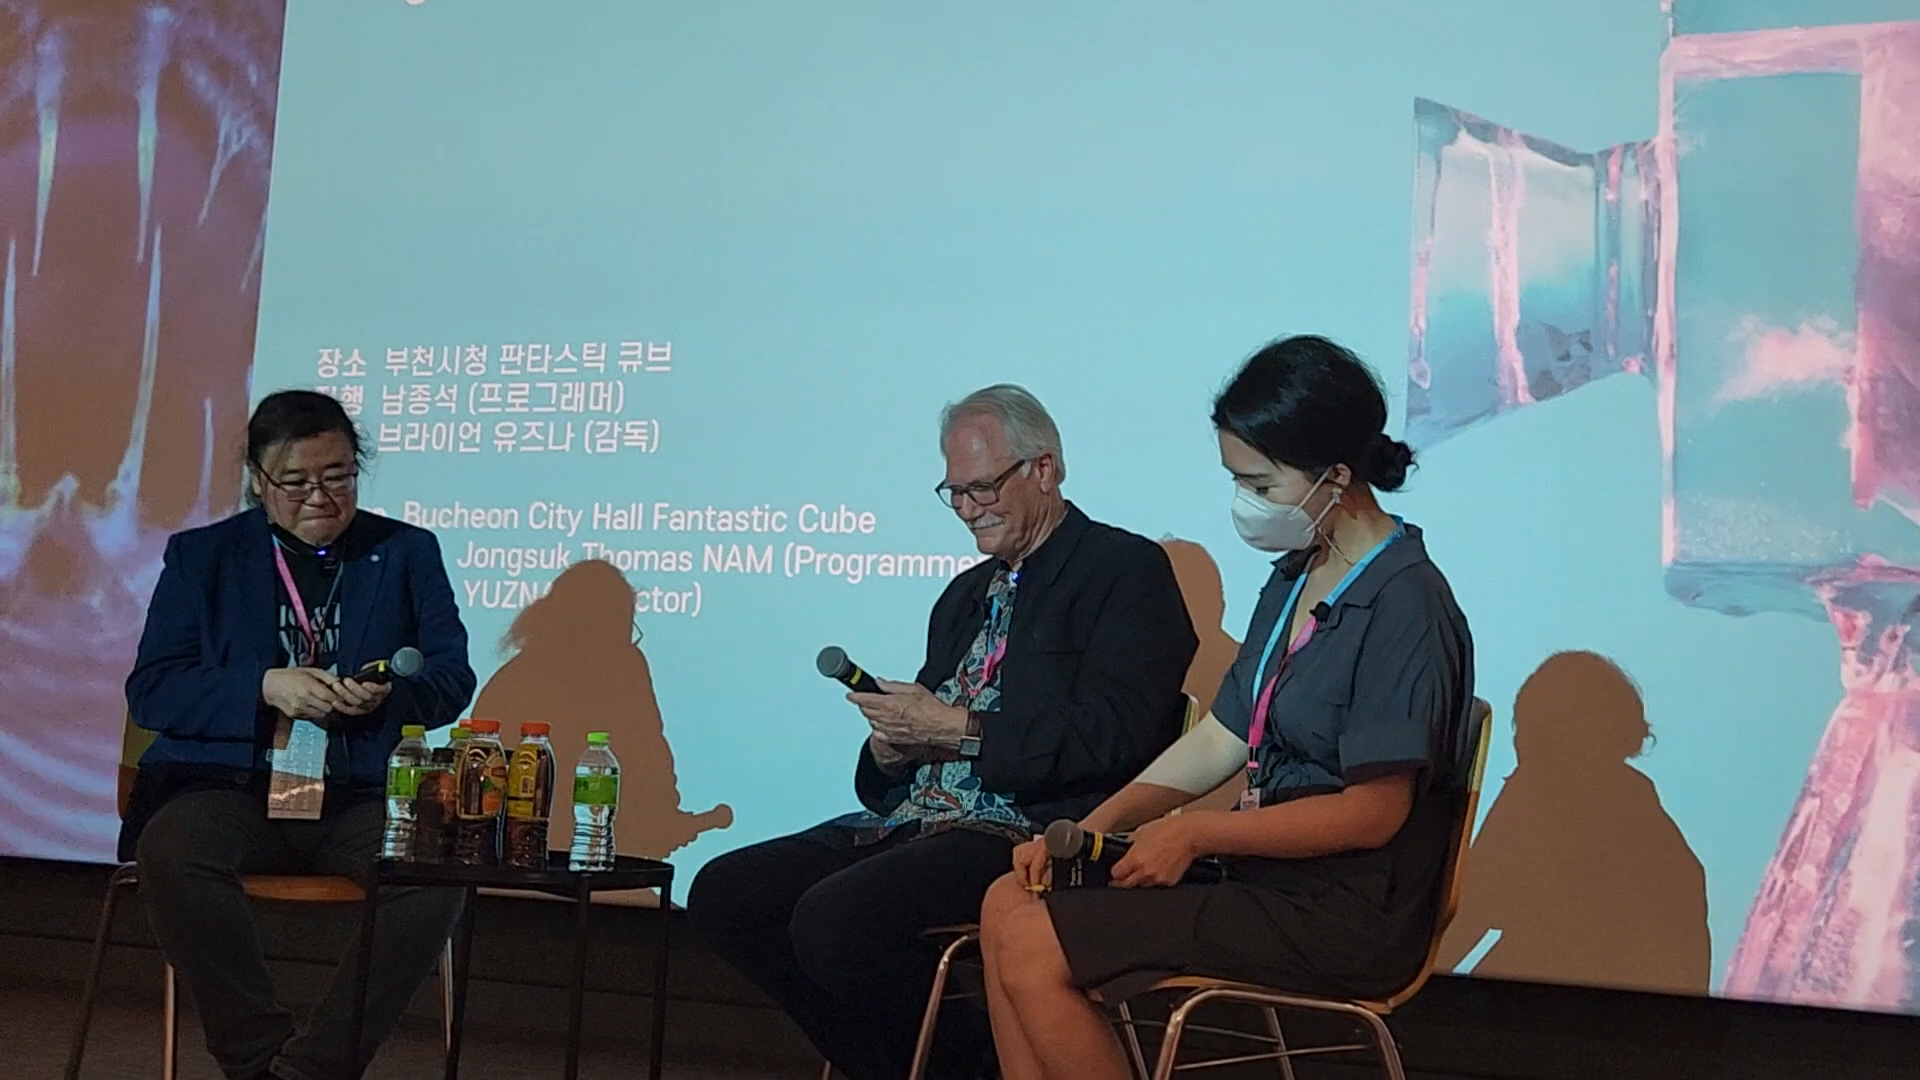 장소 부천시청 판타스틱 큐브
행 남종석 (프로그래머)
브라이언 유즈나 (감독)
Bucheon City Hall Fantastic Cube
Jongsuk Thomas NAM (Programme
YUZN ctor)